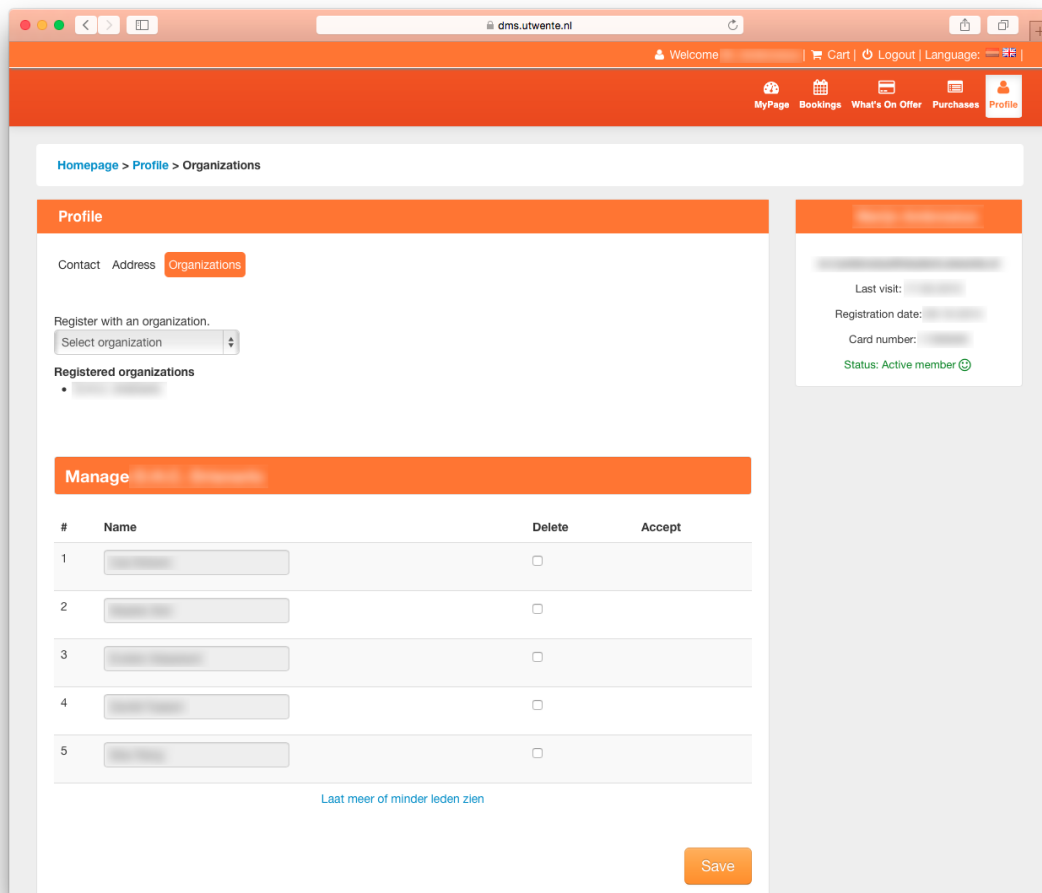 dms.utwente.nl
Welcome | Cart | Logout | Language: |
MyPage Bookings What's On Offer Purchases Profile
Homepage > Profile > Organizations
Profile
Contact Address Organizations
Register with an organization.
Select organization
Registered organizations
Last visit:
Registration date:
Card number:
Status: Active member
Manage
# Name Delete Accept
1
2
3
4
5
Laat meer of minder leden zien
Save